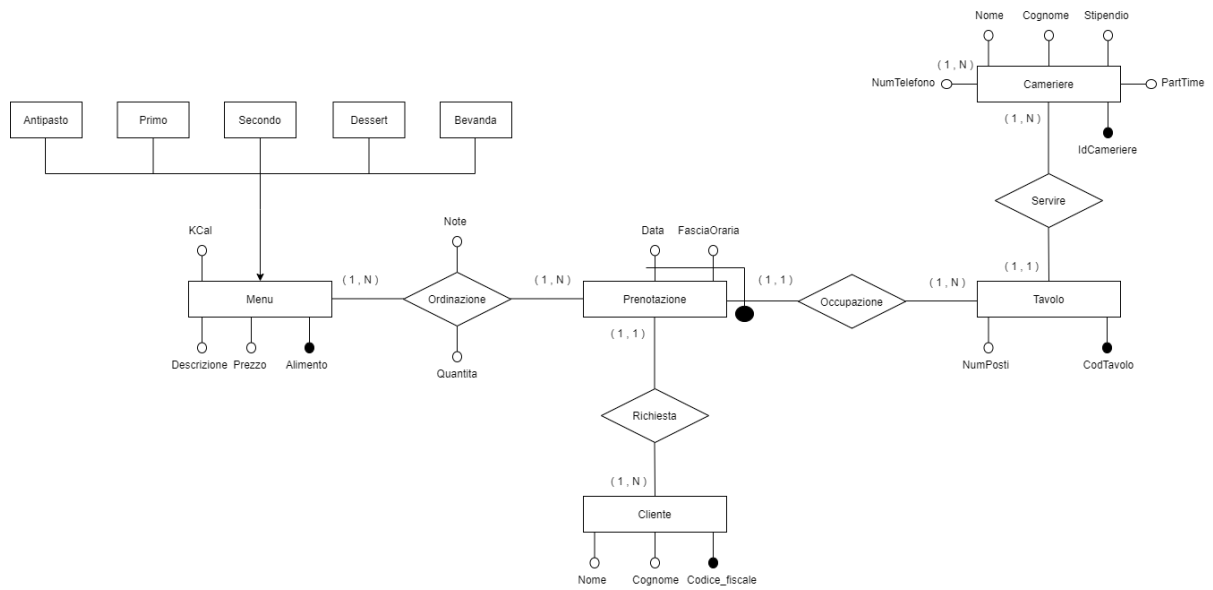 Nome Cognome Stipendio
( 1 , N )
NumTelefono Cameriere PartTime
( 1 , N )
IdCameriere
Antipasto Primo Secondo Dessert Bevanda
Servire
KCal Note Data FasciaOraria
( 1 , 1 )
( 1 , N ) ( 1 , N ) ( 1 , 1 ) ( 1 , N )
Menu Ordinazione Prenotazione Occupazione Tavolo
( 1 , 1 )
Descrizione Prezzo Alimento Quantita NumPosti CodTavolo
Richiesta
( 1 , N )
Cliente
Nome Cognome Codice_fiscale